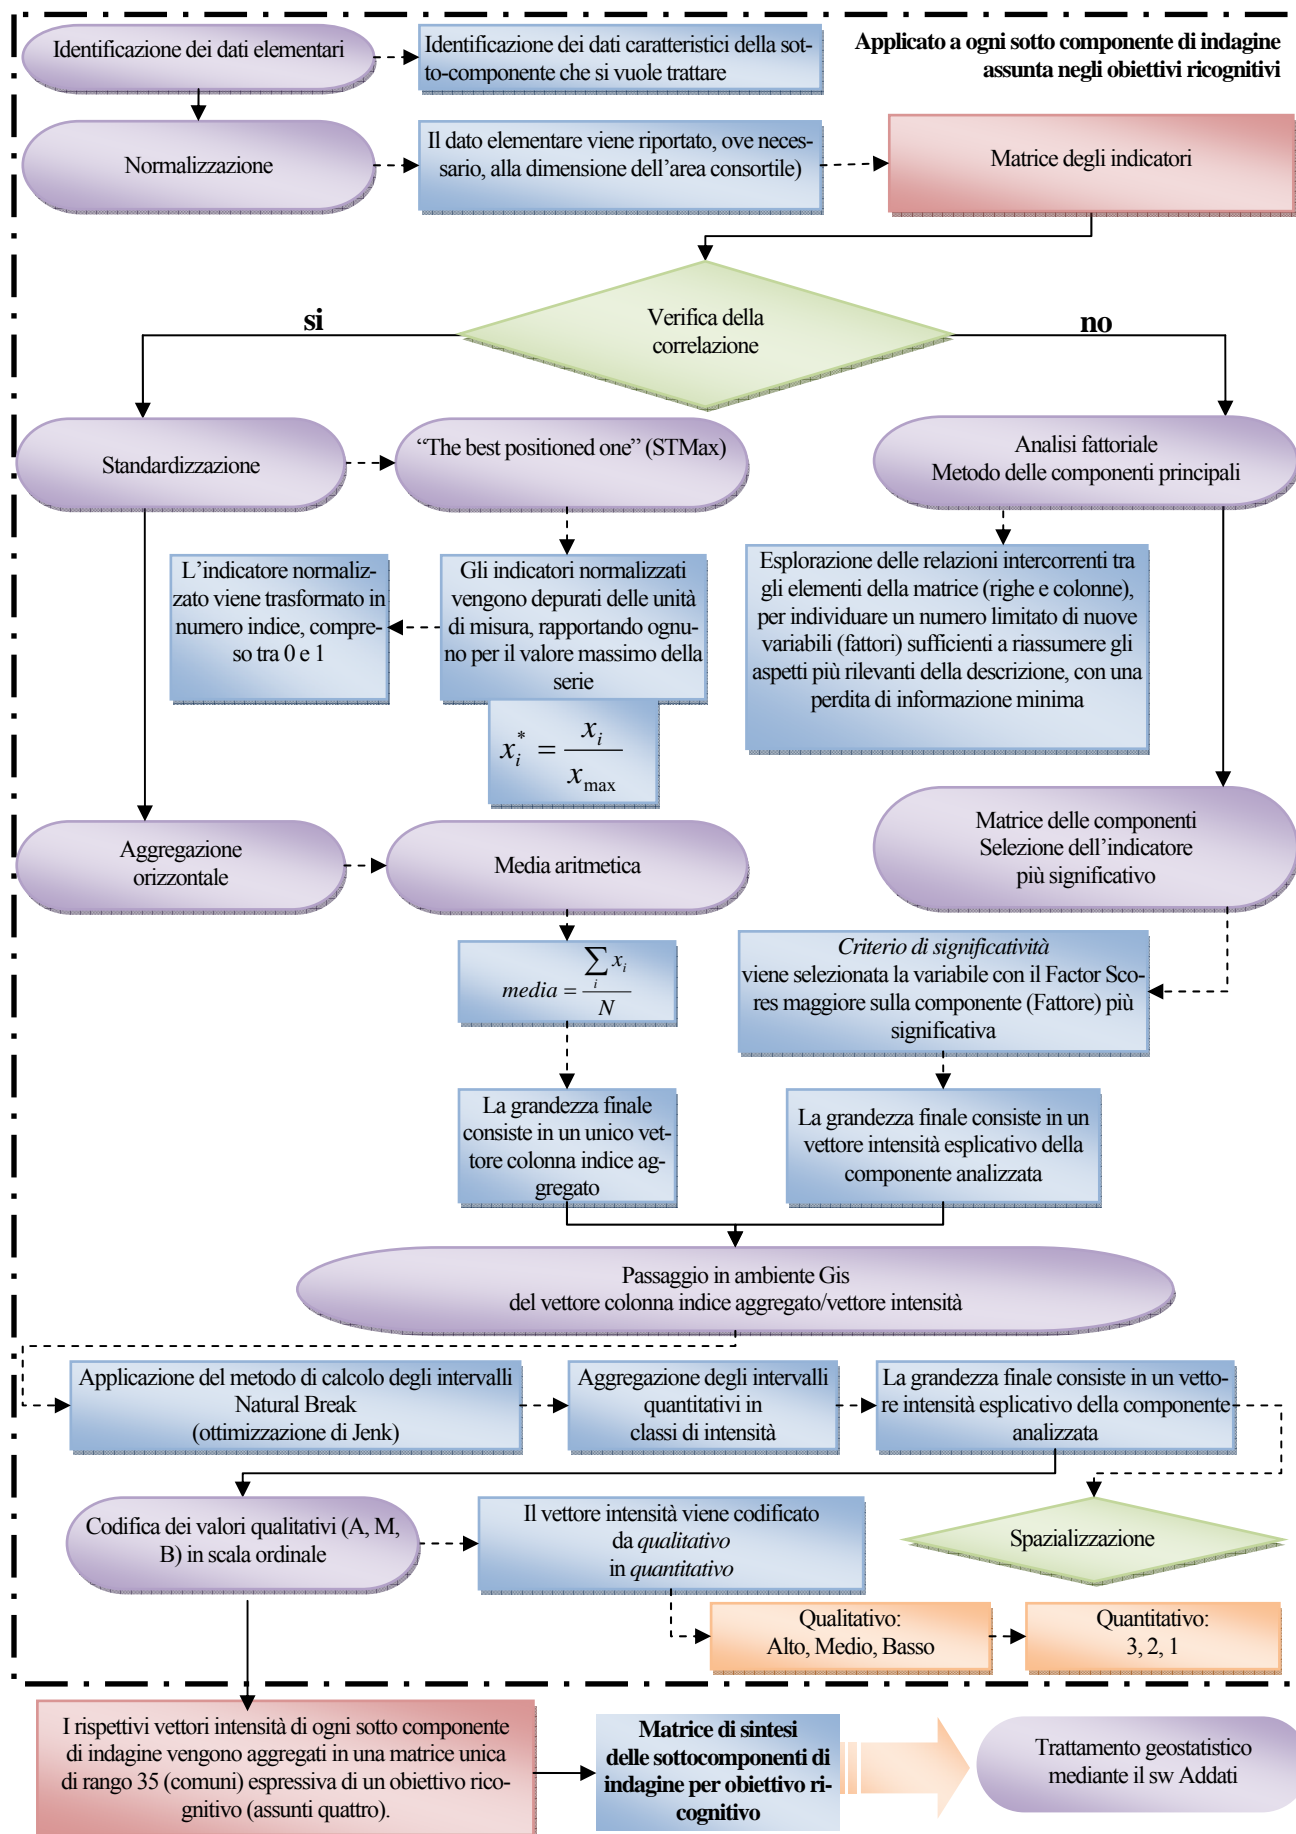 Identificazione dei dati elementari
Identificazione dei dati caratteristici della sot-
to-componente che si vuole trattare
Applicato a ogni sotto componente di indagine
assunta negli obiettivi ricognitivi
Normalizzazione
Il dato elementare viene riportato, ove neces-
sario, alla dimensione dell’area consortile)
Matrice degli indicatori
Verifica della
correlazione
si
no
Standardizzazione
“The best positioned one” (STMax)
Analisi fattoriale
Metodo delle componenti principali
L’indicatore normaliz-
zato viene trasformato in
numero indice, compre-
so tra 0 e 1
Gli indicatori normalizzati
vengono depurati delle unità
di misura, rapportando ognu-
no per il valore massimo della
serie
x_i^* = x_i / x_max
Esplorazione delle relazioni intercorrenti tra
gli elementi della matrice (righe e colonne),
per individuare un numero limitato di nuove
variabili (fattori) sufficienti a riassumere gli
aspetti più rilevanti della descrizione, con una
perdita di informazione minima
Aggregazione
orizzontale
Media aritmetica
Matrice delle componenti
Selezione dell’indicatore
più significativo
media = ∑_i x_i / N
Criterio di significatività
viene selezionata la variabile con il Factor Sco-
res maggiore sulla componente (Fattore) più
significativa
La grandezza finale
consiste in un unico vet-
tore colonna indice ag-
gregato
La grandezza finale consiste in un
vettore intensità esplicativo della
componente analizzata
Passaggio in ambiente Gis
del vettore colonna indice aggregato/vettore intensità
Applicazione del metodo di calcolo degli intervalli
Natural Break
(ottimizzazione di Jenk)
Aggregazione degli intervalli
quantitativi in
classi di intensità
La grandezza finale consiste in un vetto-
re intensità esplicativo della componente
analizzata
Codifica dei valori qualitativi (A, M,
B) in scala ordinale
Il vettore intensità viene codificato
da qualitativo
in quantitativo
Spazializzazione
Qualitativo:
Alto, Medio, Basso
Quantitativo:
3, 2, 1
I rispettivi vettori intensità di ogni sotto componente
di indagine vengono aggregati in una matrice unica
di rango 35 (comuni) espressiva di un obiettivo rico-
gnitivo (assunti quattro).
Matrice di sintesi
delle sottocomponenti di
indagine per obiettivo ri-
cognitivo
Trattamento geostatistico
mediante il sw Addati